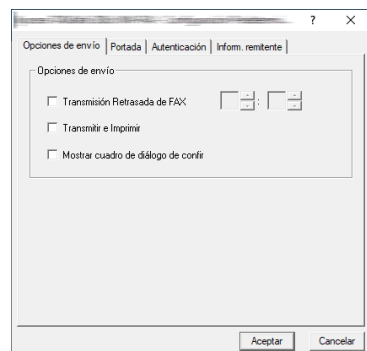 ? X
Opciones de envío Portada Autenticación Inform. remitente
Opciones de envío
Transmisión Retrasada de FAX :
Transmitir e Imprimir
Mostrar cuadro de diálogo de confir
Aceptar Cancelar